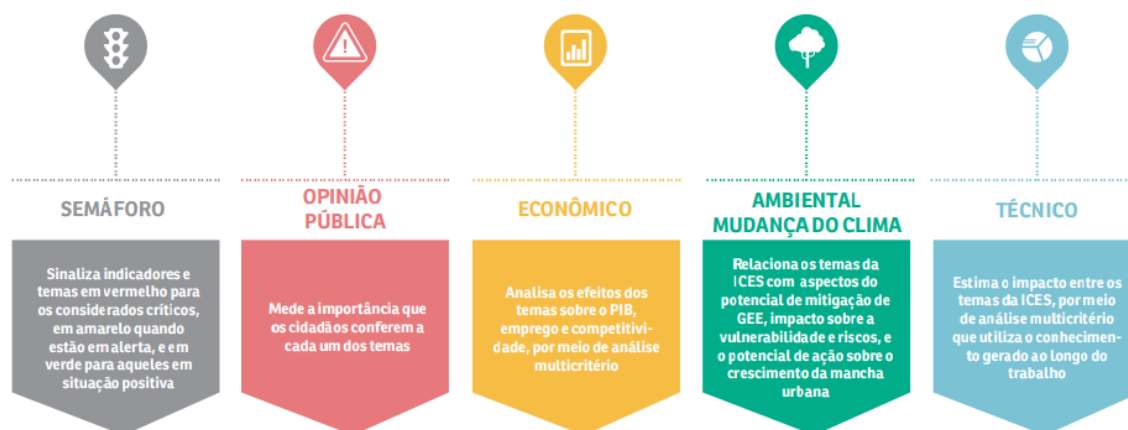 SEMÁFORO
Sinaliza indicadores e
temas em vermelho para
os considerados críticos,
em amarelo quando
estão em alerta, e em
verde para aqueles em
situação positiva
OPINIÃO
PÚBLICA
Mede a importância que
os cidadãos conferem a
cada um dos temas
ECONÔMICO
Analisa os efeitos dos
temas sobre o PIB,
emprego e competitivi-
dade, por meio de análise
multicritério
AMBIENTAL
MUDANÇA DO CLIMA
Relaciona os temas da
ICES com aspectos do
potencial de mitigação de
GEE, impacto sobre a
vulnerabilidade e riscos, e
o potencial de ação sobre o
crescimento da mancha
urbana
TÉCNICO
Estima o impacto entre os
temas da ICES, por meio
de análise multicritério
que utiliza o conhecimen-
to gerado ao longo do
trabalho